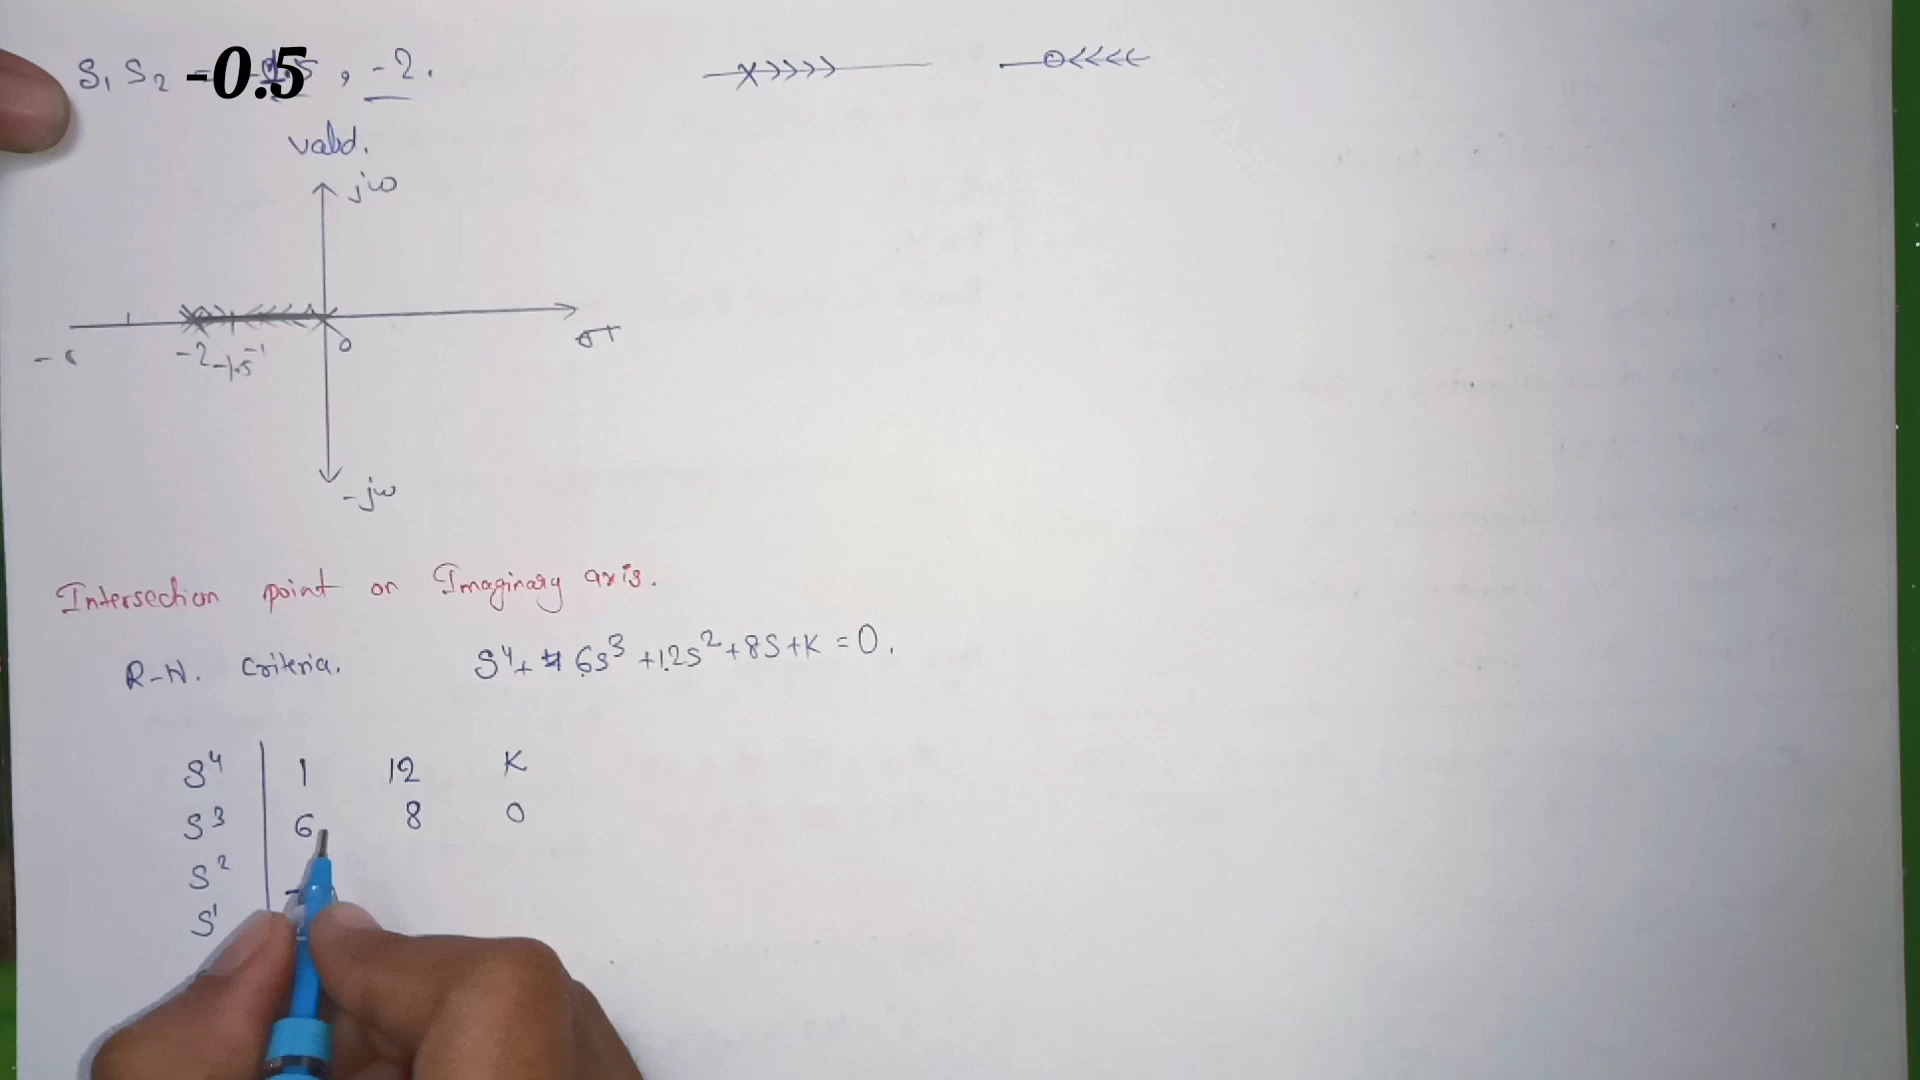 S₁ S₂ = -0.5 , -2.
valid.
jω
-2 -1.5 -1 0 σ
-jω
Intersection point on Imaginary axis.
R-H. Criteria. S⁴ + 6S³ + 12S² + 8S + K = 0.
S⁴ 1 12 K
S³ 6 8 0
S²
S¹